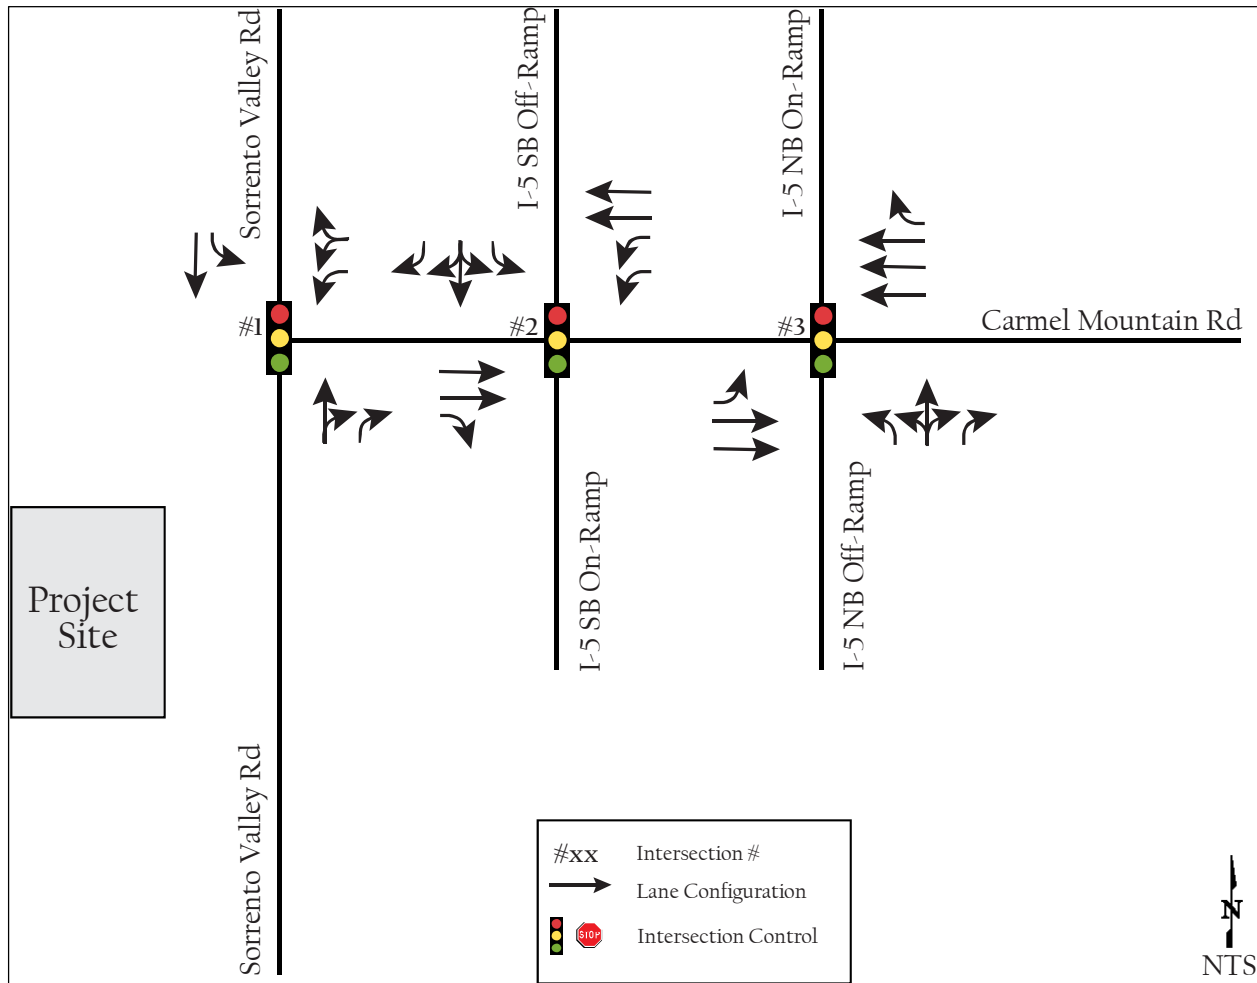 Sorrento Valley Rd
I-5 SB Off-Ramp
I-5 NB On-Ramp
#1
#2
#3
Carmel Mountain Rd
I-5 SB On-Ramp
I-5 NB Off-Ramp
Project
Site
Sorrento Valley Rd
#xx Intersection #
Lane Configuration
STOP Intersection Control
N
NTS